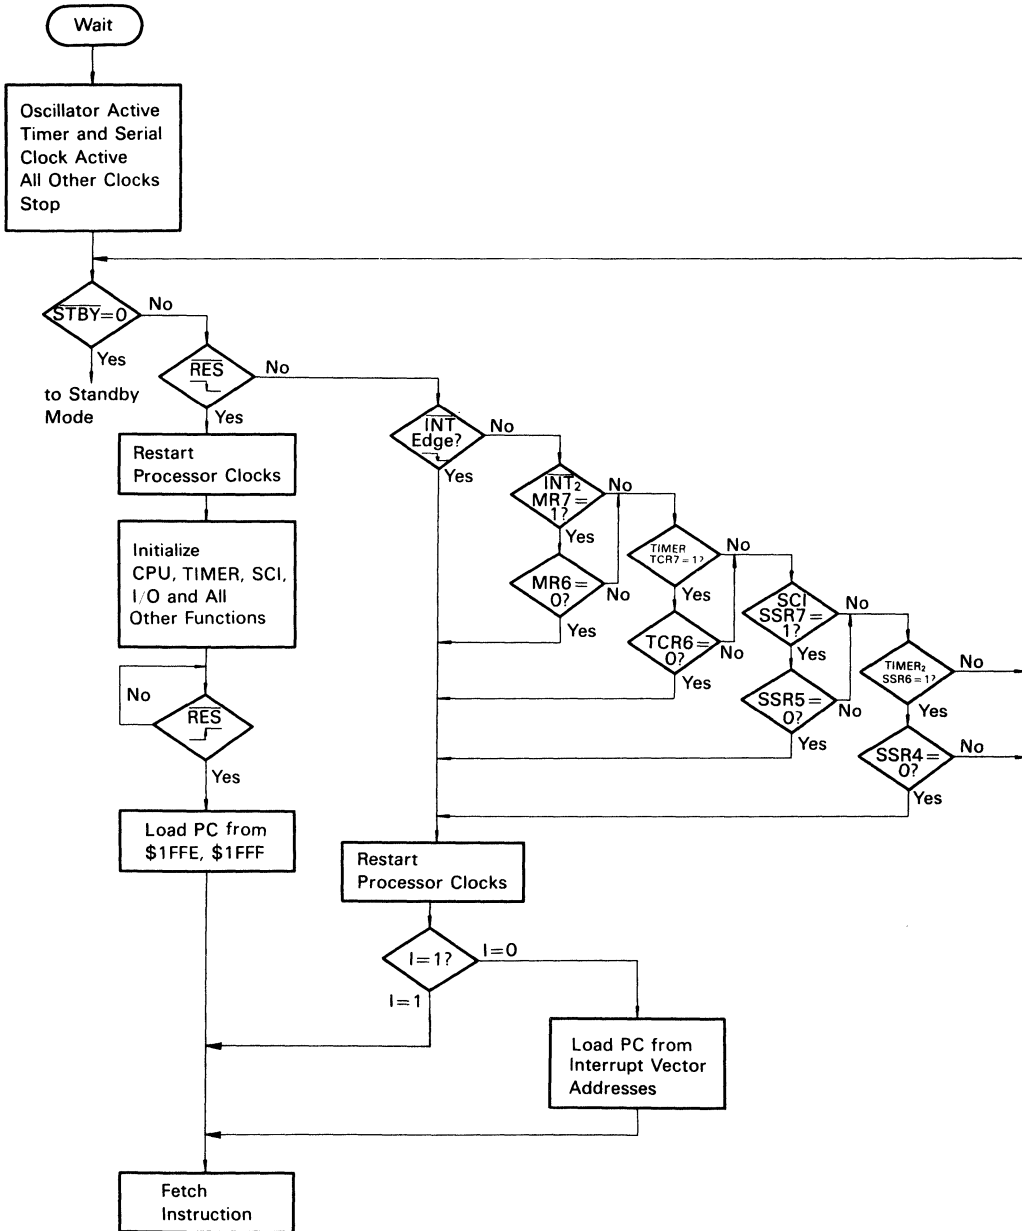 Wait
Oscillator Active
Timer and Serial
Clock Active
All Other Clocks
Stop
STBY=0
No
Yes
to Standby
Mode
RES
No
Yes
Restart
Processor Clocks
Initialize
CPU, TIMER, SCI,
I/O and All
Other Functions
No
RES
Yes
Load PC from
$1FFE, $1FFF
INT
Edge?
No
Yes
INT2
MR7=
1?
No
Yes
MR6=
0?
No
Yes
TIMER
TCR7=1?
No
Yes
TCR6=
0?
No
Yes
SCI
SSR7=
1?
No
Yes
SSR5=
0?
No
Yes
TIMER2
SSR6=1?
No
Yes
SSR4=
0?
No
Yes
Restart
Processor Clocks
I=1?
I=0
I=1
Load PC from
Interrupt Vector
Addresses
Fetch
Instruction